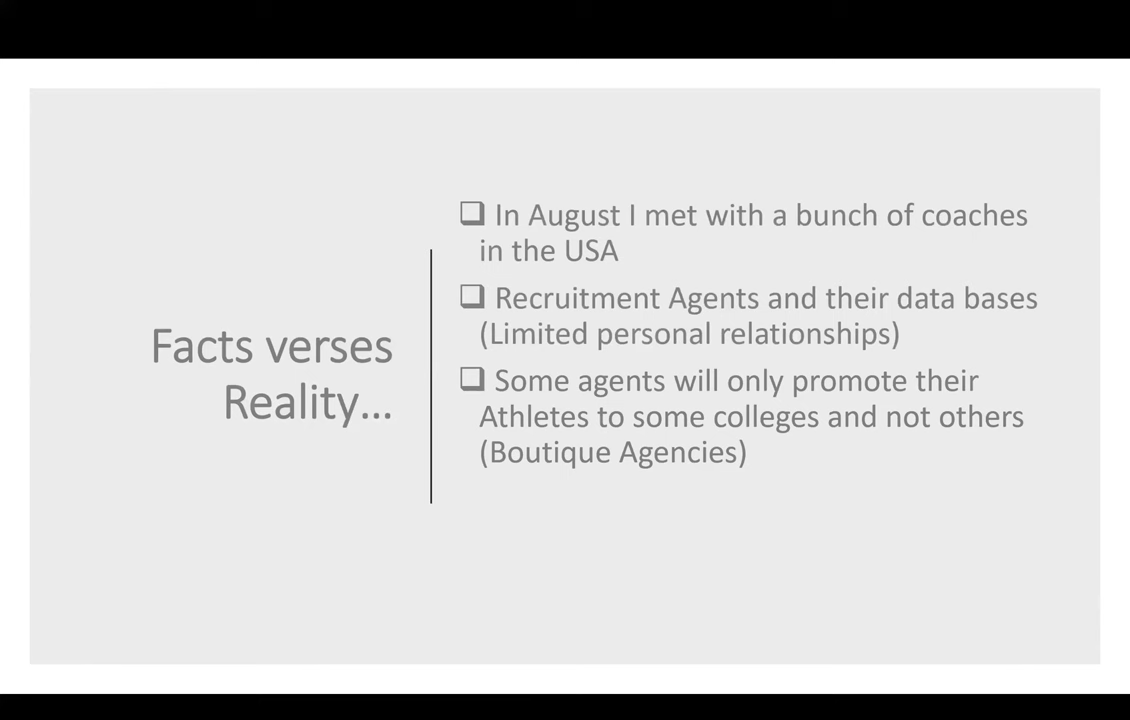 Facts verses
Reality...
❑ In August I met with a bunch of coaches
in the USA
❑ Recruitment Agents and their data bases
(Limited personal relationships)
❑ Some agents will only promote their
Athletes to some colleges and not others
(Boutique Agencies)